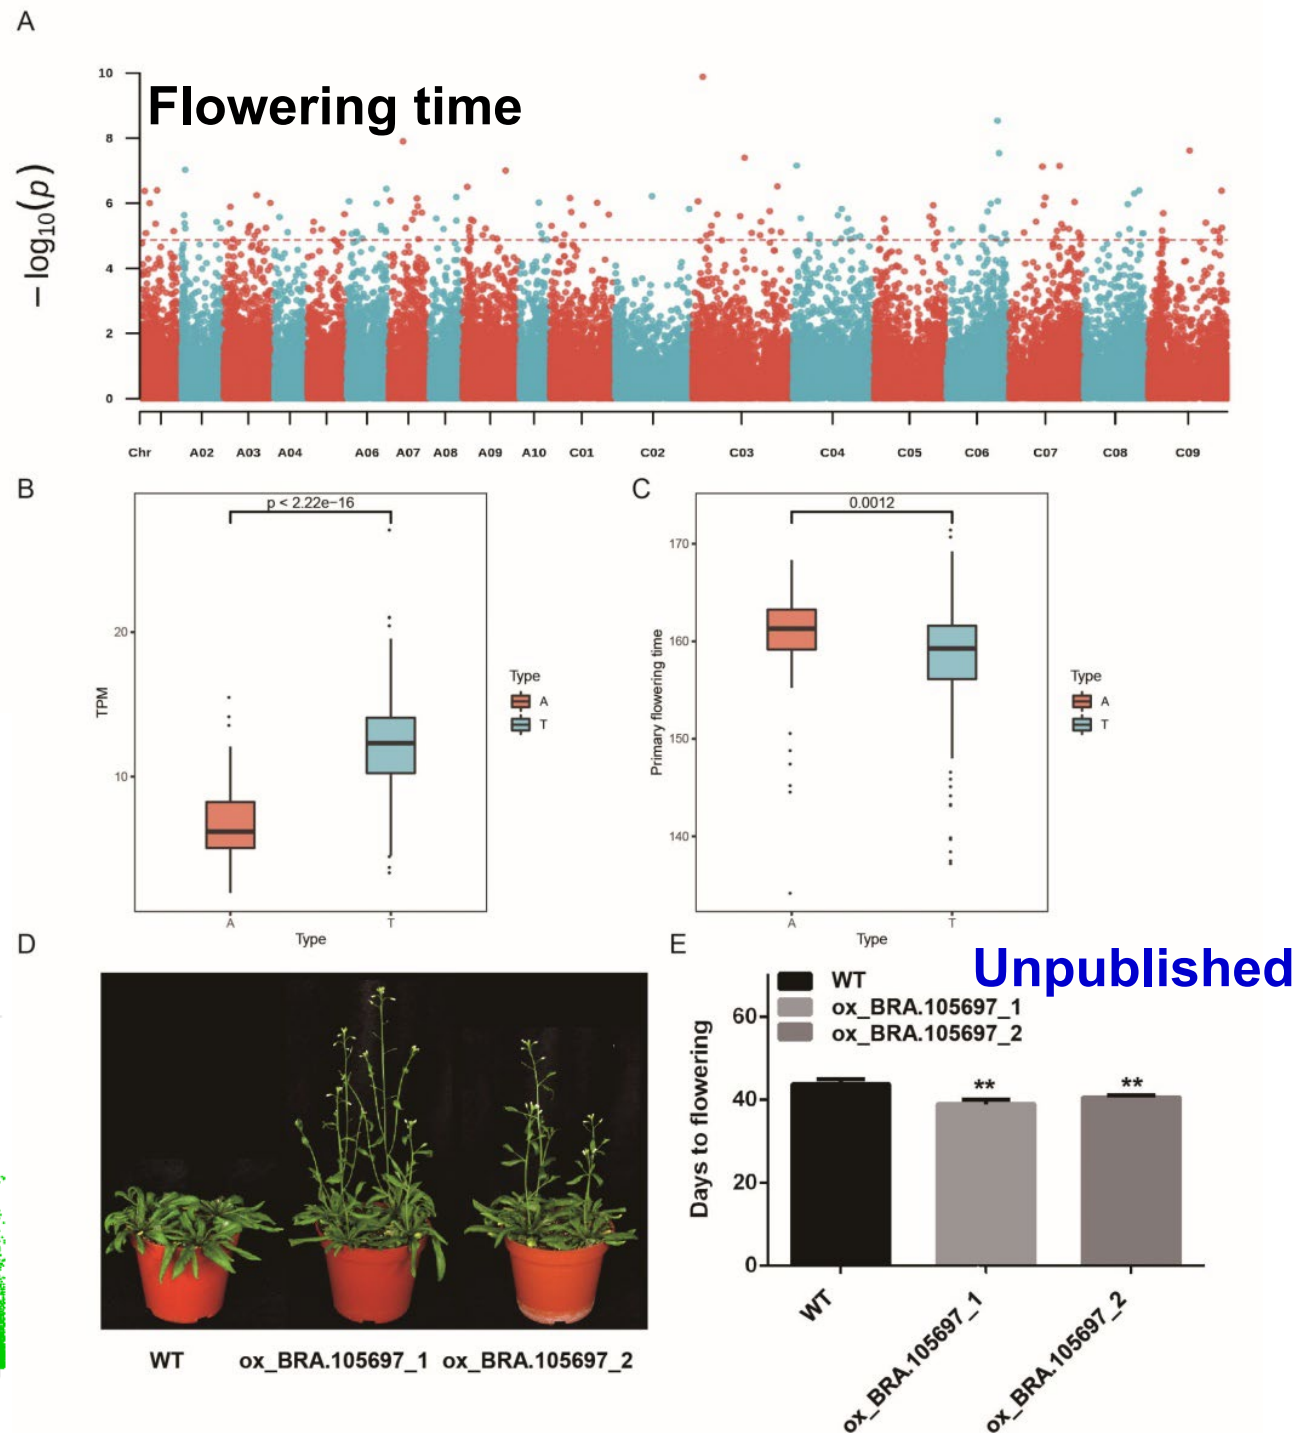 A
Flowering time
10
8
6
4
2
0
−log10(p)
Chr A02 A03 A04 A06 A07 A08 A09 A10 C01 C02 C03 C04 C05 C06 C07 C08 C09
B
p < 2.22e−16
TPM
20
10
A T
Type
Type
A
T
C
0.0012
Primary flowering time
170
160
150
140
A T
Type
Type
A
T
D
WT ox_BRA.105697_1 ox_BRA.105697_2
E
Unpublished
WT
ox_BRA.105697_1
ox_BRA.105697_2
Days to flowering
60
40
20
0
** **
WT
ox_BRA.105697_1
ox_BRA.105697_2